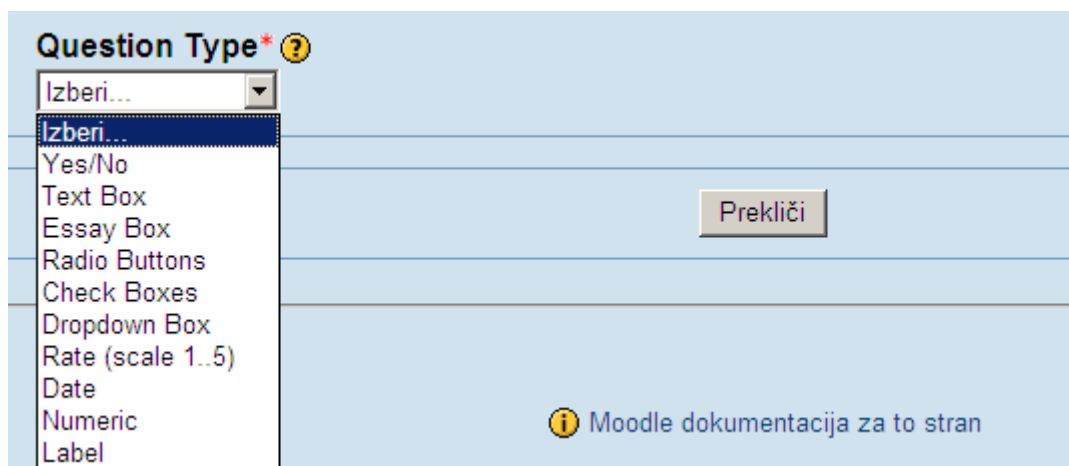 Question Type*
Izberi...
Izberi...
Yes/No
Text Box
Essay Box
Radio Buttons
Check Boxes
Dropdown Box
Rate (scale 1..5)
Date
Numeric
Label
Prekliči
Moodle dokumentacija za to stran